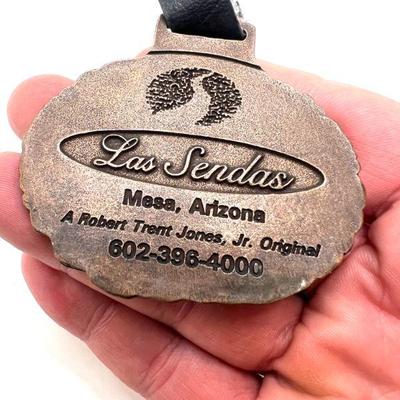 Las Sendas
Mesa, Arizona
A Robert Trent Jones, Jr. Original
602-396-4000